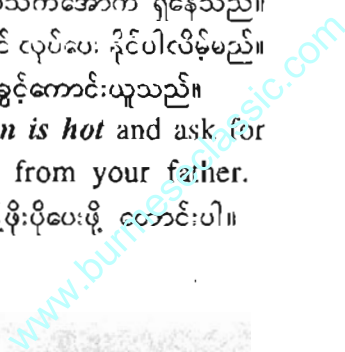 ရှိနေသည်။
လုပ်ပေးနိုင်ပါလိမ့်မည်။
ခွင့်ကောင်းယူသည်။
n is hot and ask for
from your father.
ဖိုးပိုပေးဖို့ တောင်းပါ။
www.burmeseclassic.com